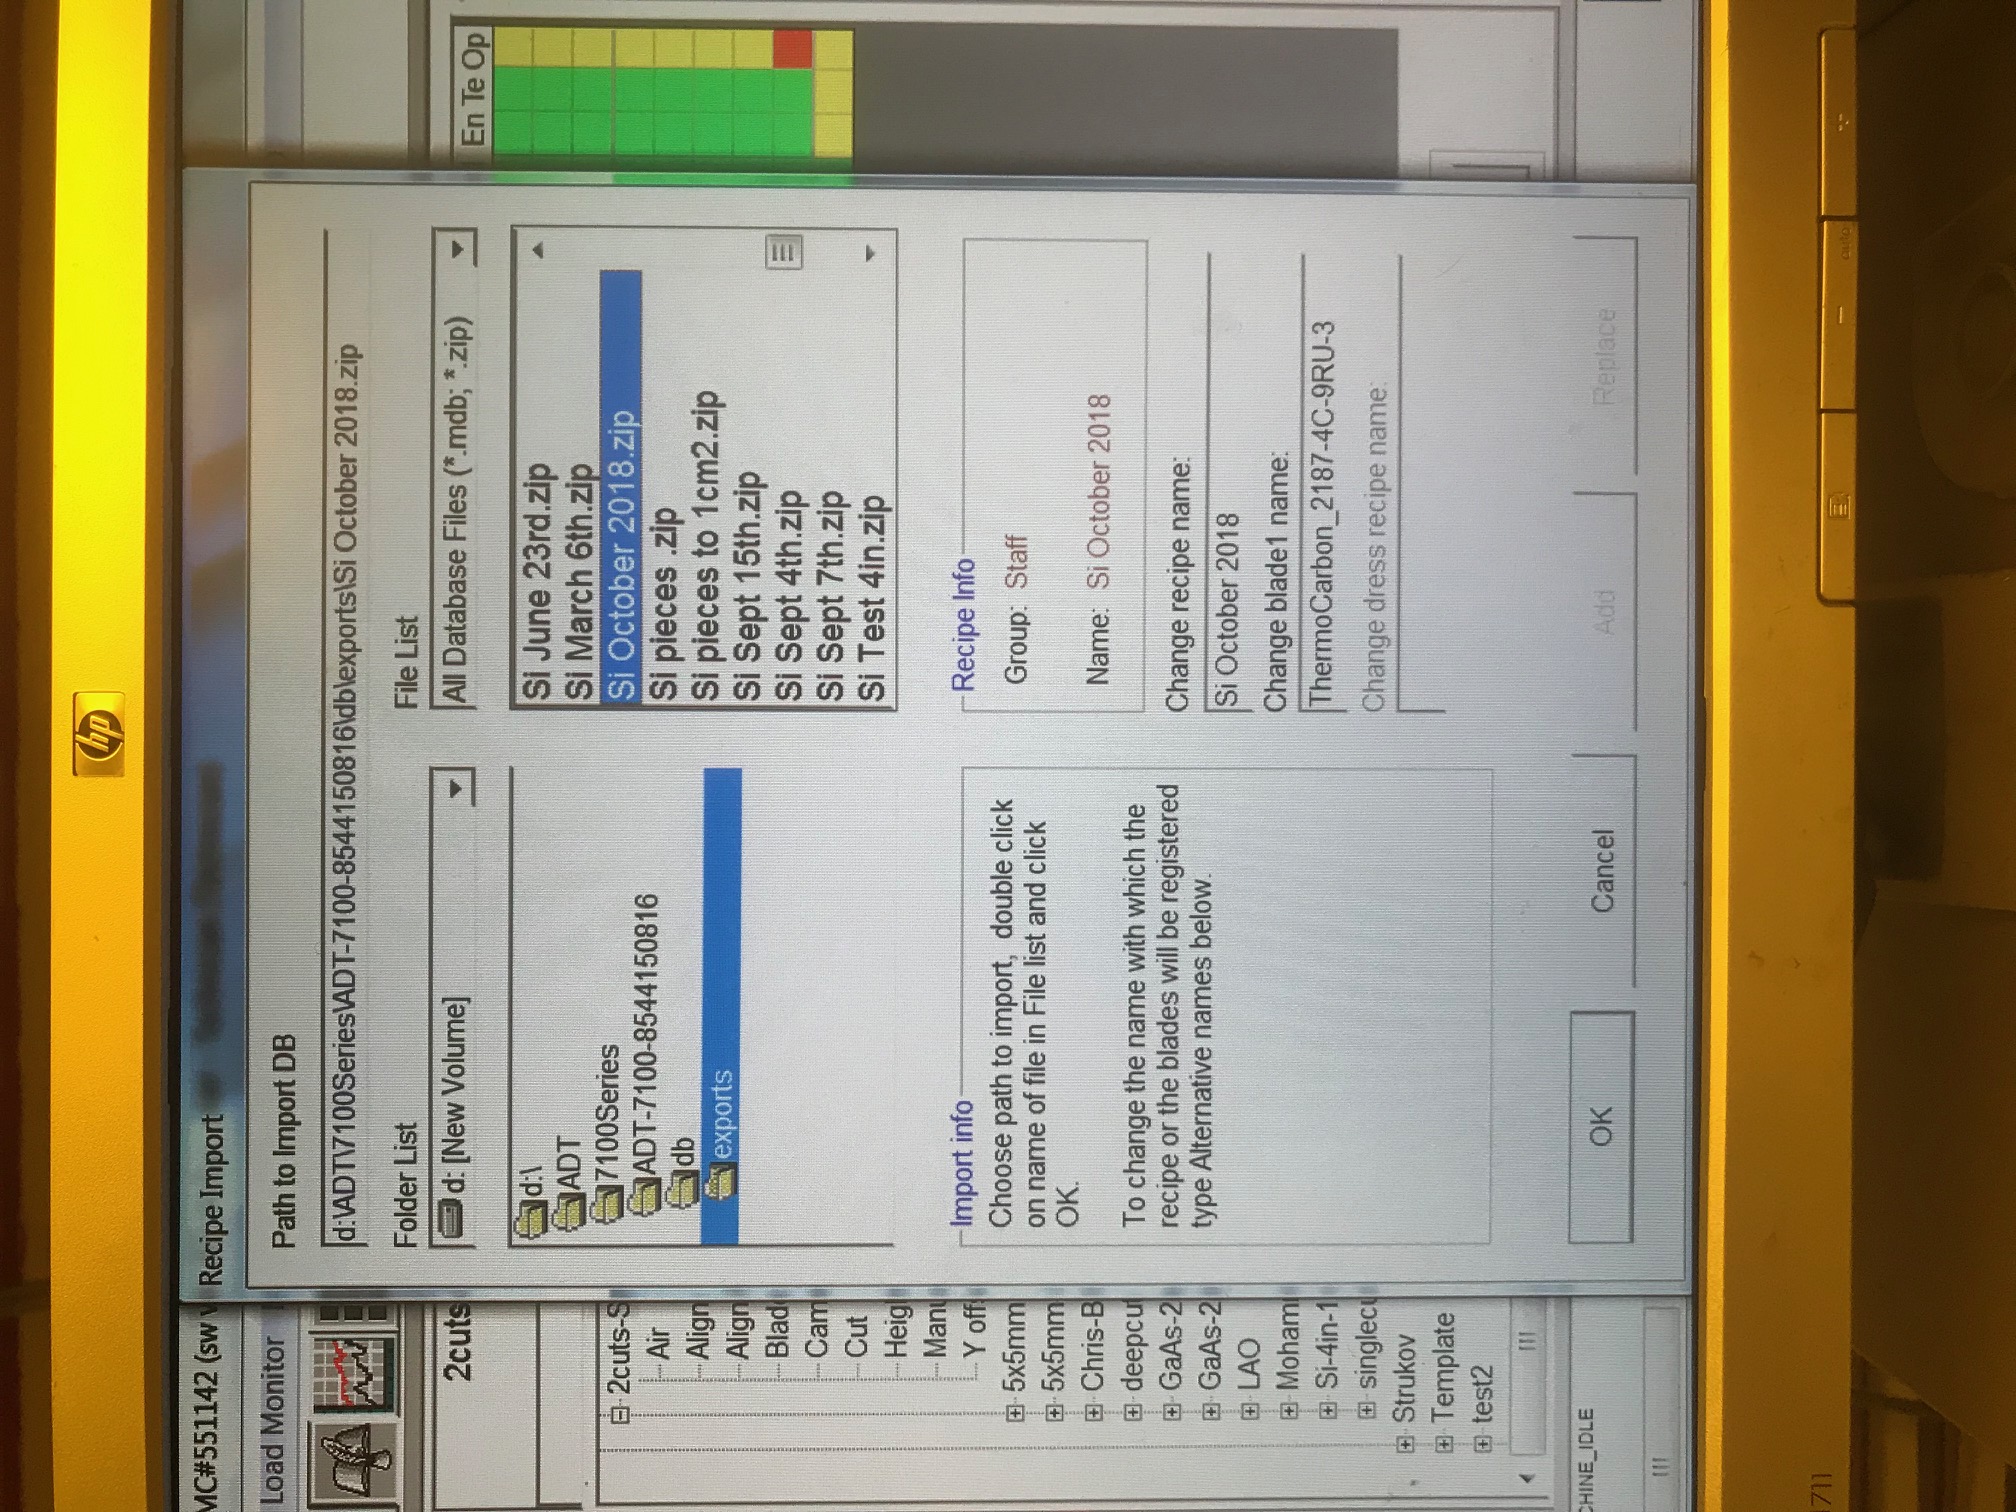 hp
MC#551142 (sw v
Recipe Import
Load Monitor
Path to Import DB
d:\ADT\7100Series\ADT-7100-8544150816\db\exports\Si October 2018.zip
Folder List
File List
2cuts
d: [New Volume]
All Database Files (*.mdb; *.zip)
En Te Op
d:\
ADT
7100Series
ADT-7100-8544150816
db
exports
Si June 23rd.zip
Si March 6th.zip
Si October 2018.zip
Si pieces .zip
Si pieces to 1cm2.zip
Si Sept 15th.zip
Si Sept 4th.zip
Si Sept 7th.zip
Si Test 4in.zip
2cuts-S
Air
Align
Align
Blad
Cam
Cut
Heig
Manu
Y off
5x5mm
5x5mm
Chris-B
deepcut
GaAs-2
GaAs-2
LAO
Moham
Si-4in-1
singlecu
Strukov
Template
test2
Import info
Choose path to import, double click
on name of file in File list and click
OK.
To change the name with which the
recipe or the blades will be registered
type Alternative names below.
Recipe Info
Group: Staff
Name: Si October 2018
Change recipe name:
Si October 2018
Change blade1 name:
ThermoCarbon_2187-4C-9RU-3
Change dress recipe name:
CHINE_IDLE
OK
Cancel
Add
Replace
1711
auto